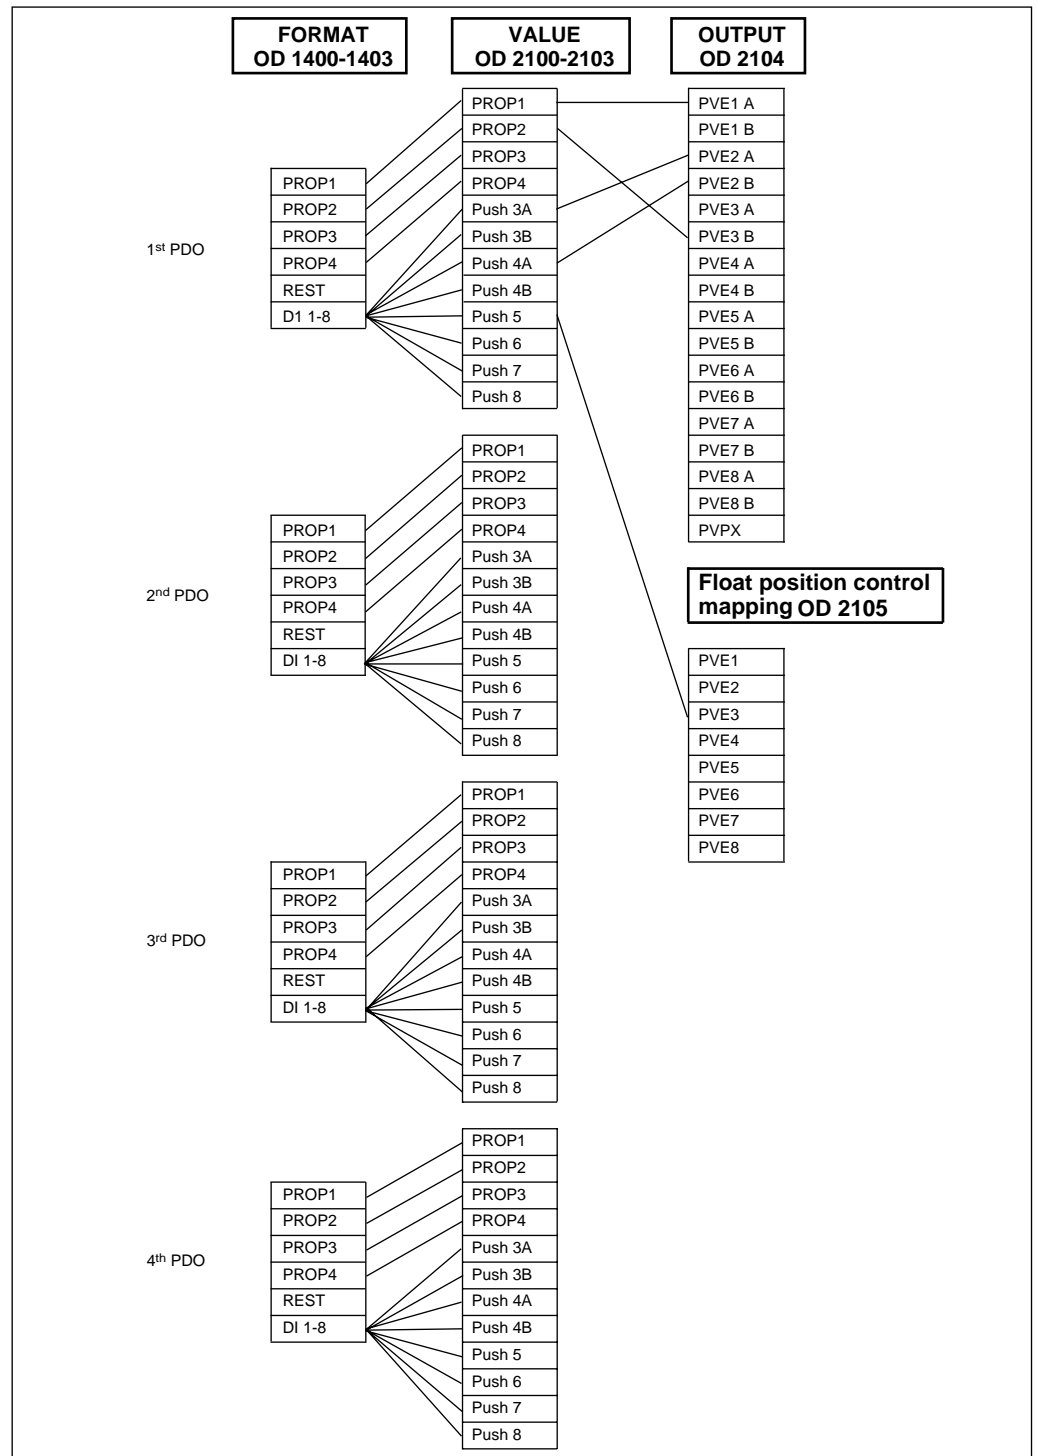 FORMAT
OD 1400-1403
VALUE
OD 2100-2103
OUTPUT
OD 2104
1st PDO
PROP1
PROP2
PROP3
PROP4
REST
D1 1-8
PROP1
PROP2
PROP3
PROP4
Push 3A
Push 3B
Push 4A
Push 4B
Push 5
Push 6
Push 7
Push 8
PVE1 A
PVE1 B
PVE2 A
PVE2 B
PVE3 A
PVE3 B
PVE4 A
PVE4 B
PVE5 A
PVE5 B
PVE6 A
PVE6 B
PVE7 A
PVE7 B
PVE8 A
PVE8 B
PVPX
2nd PDO
PROP1
PROP2
PROP3
PROP4
REST
DI 1-8
PROP1
PROP2
PROP3
PROP4
Push 3A
Push 3B
Push 4A
Push 4B
Push 5
Push 6
Push 7
Push 8
Float position control
mapping OD 2105
PVE1
PVE2
PVE3
PVE4
PVE5
PVE6
PVE7
PVE8
3rd PDO
PROP1
PROP2
PROP3
PROP4
REST
DI 1-8
PROP1
PROP2
PROP3
PROP4
Push 3A
Push 3B
Push 4A
Push 4B
Push 5
Push 6
Push 7
Push 8
4th PDO
PROP1
PROP2
PROP3
PROP4
REST
DI 1-8
PROP1
PROP2
PROP3
PROP4
Push 3A
Push 3B
Push 4A
Push 4B
Push 5
Push 6
Push 7
Push 8